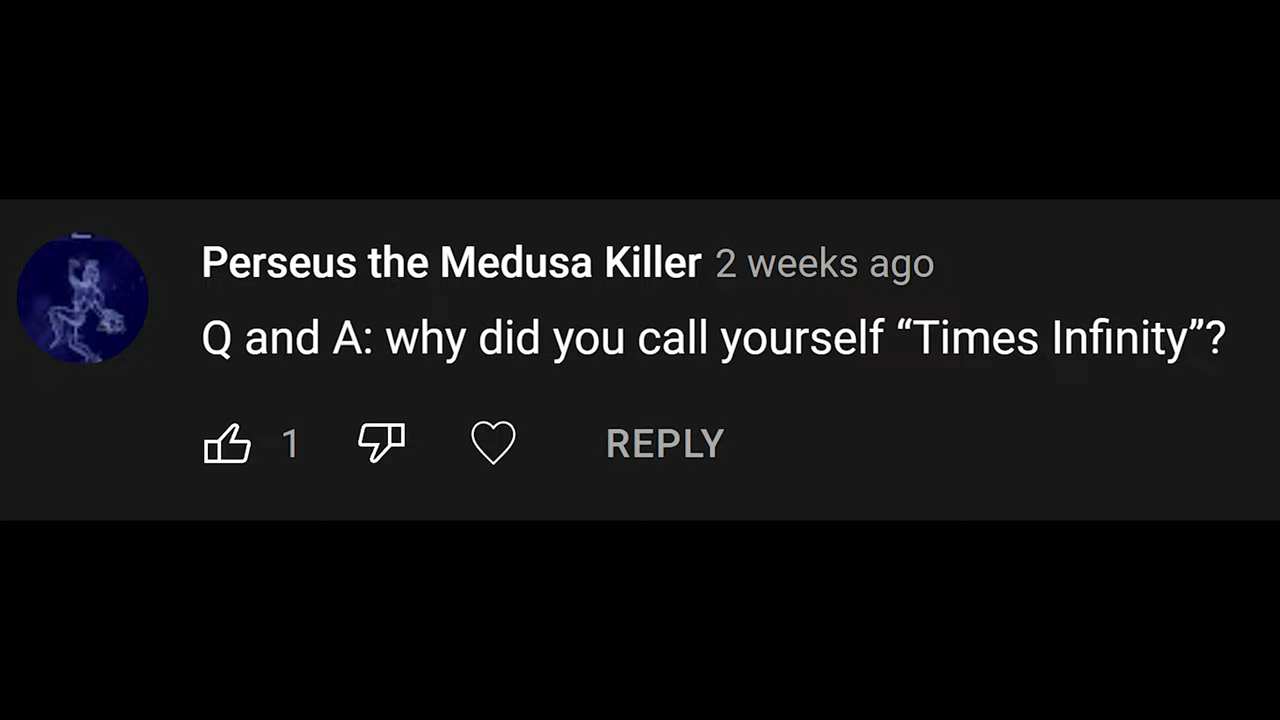 Perseus the Medusa Killer 2 weeks ago
Q and A: why did you call yourself “Times Infinity”?
1 REPLY